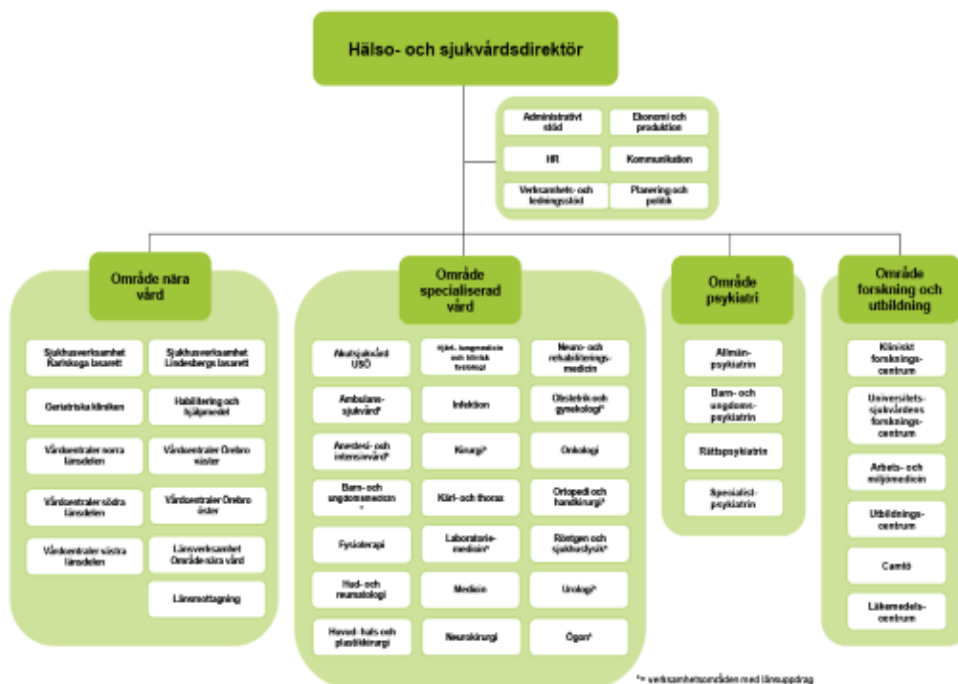 Hälso- och sjukvårdsdirektör
Administrativt
stöd
Ekonomi och
produktion
HR
Kommunikation
Verksamhets- och
ledningsstöd
Planering och
politik
Område nära
vård
Sjukhusverksamhet
Karlskoga lasarett
Sjukhusverksamhet
Lindesbergs lasarett
Geriatriska kliniken
Habilitering och
hjälpmedel
Vårdcentraler norra
länsdelen
Vårdcentraler Örebro
väster
Vårdcentraler södra
länsdelen
Vårdcentraler Örebro
öster
Vårdcentraler västra
länsdelen
Länsverksamhet
Område nära vård
Länsmottagning
Område
specialiserad
vård
Akutsjukvård
USÖ
Hjärt- lungmedicin
och klinisk
fysiologi
Neuro- och
rehabiliterings-
medicin
Ambulans-
sjukvård*
Infektion
Obstetrik och
gynekologi*
Anestesi- och
intensivvård*
Kirurgi*
Onkologi
Barn- och
ungdomsmedicin
*
Kärl- och thorax
Ortopedi och
handkirurgi*
Fysioterapi
Laboratorie-
medicin*
Röntgen och
sjukhusfysik*
Hud- och
reumatologi
Medicin
Urologi*
Huvud- hals och
plastikkirurgi
Neurokirurgi
Ögon*
Område
psykiatri
Allmän-
psykiatrin
Barn- och
ungdoms-
psykiatrin
Rättspsykiatrin
Specialist-
psykiatrin
Område
forskning och
utbildning
Kliniskt
forsknings-
centrum
Universitets-
sjukvårdens
forsknings-
centrum
Arbets- och
miljömedicin
Utbildnings-
centrum
Camtö
Läkemedels-
centrum
*= verksamhetsområden med länsuppdrag